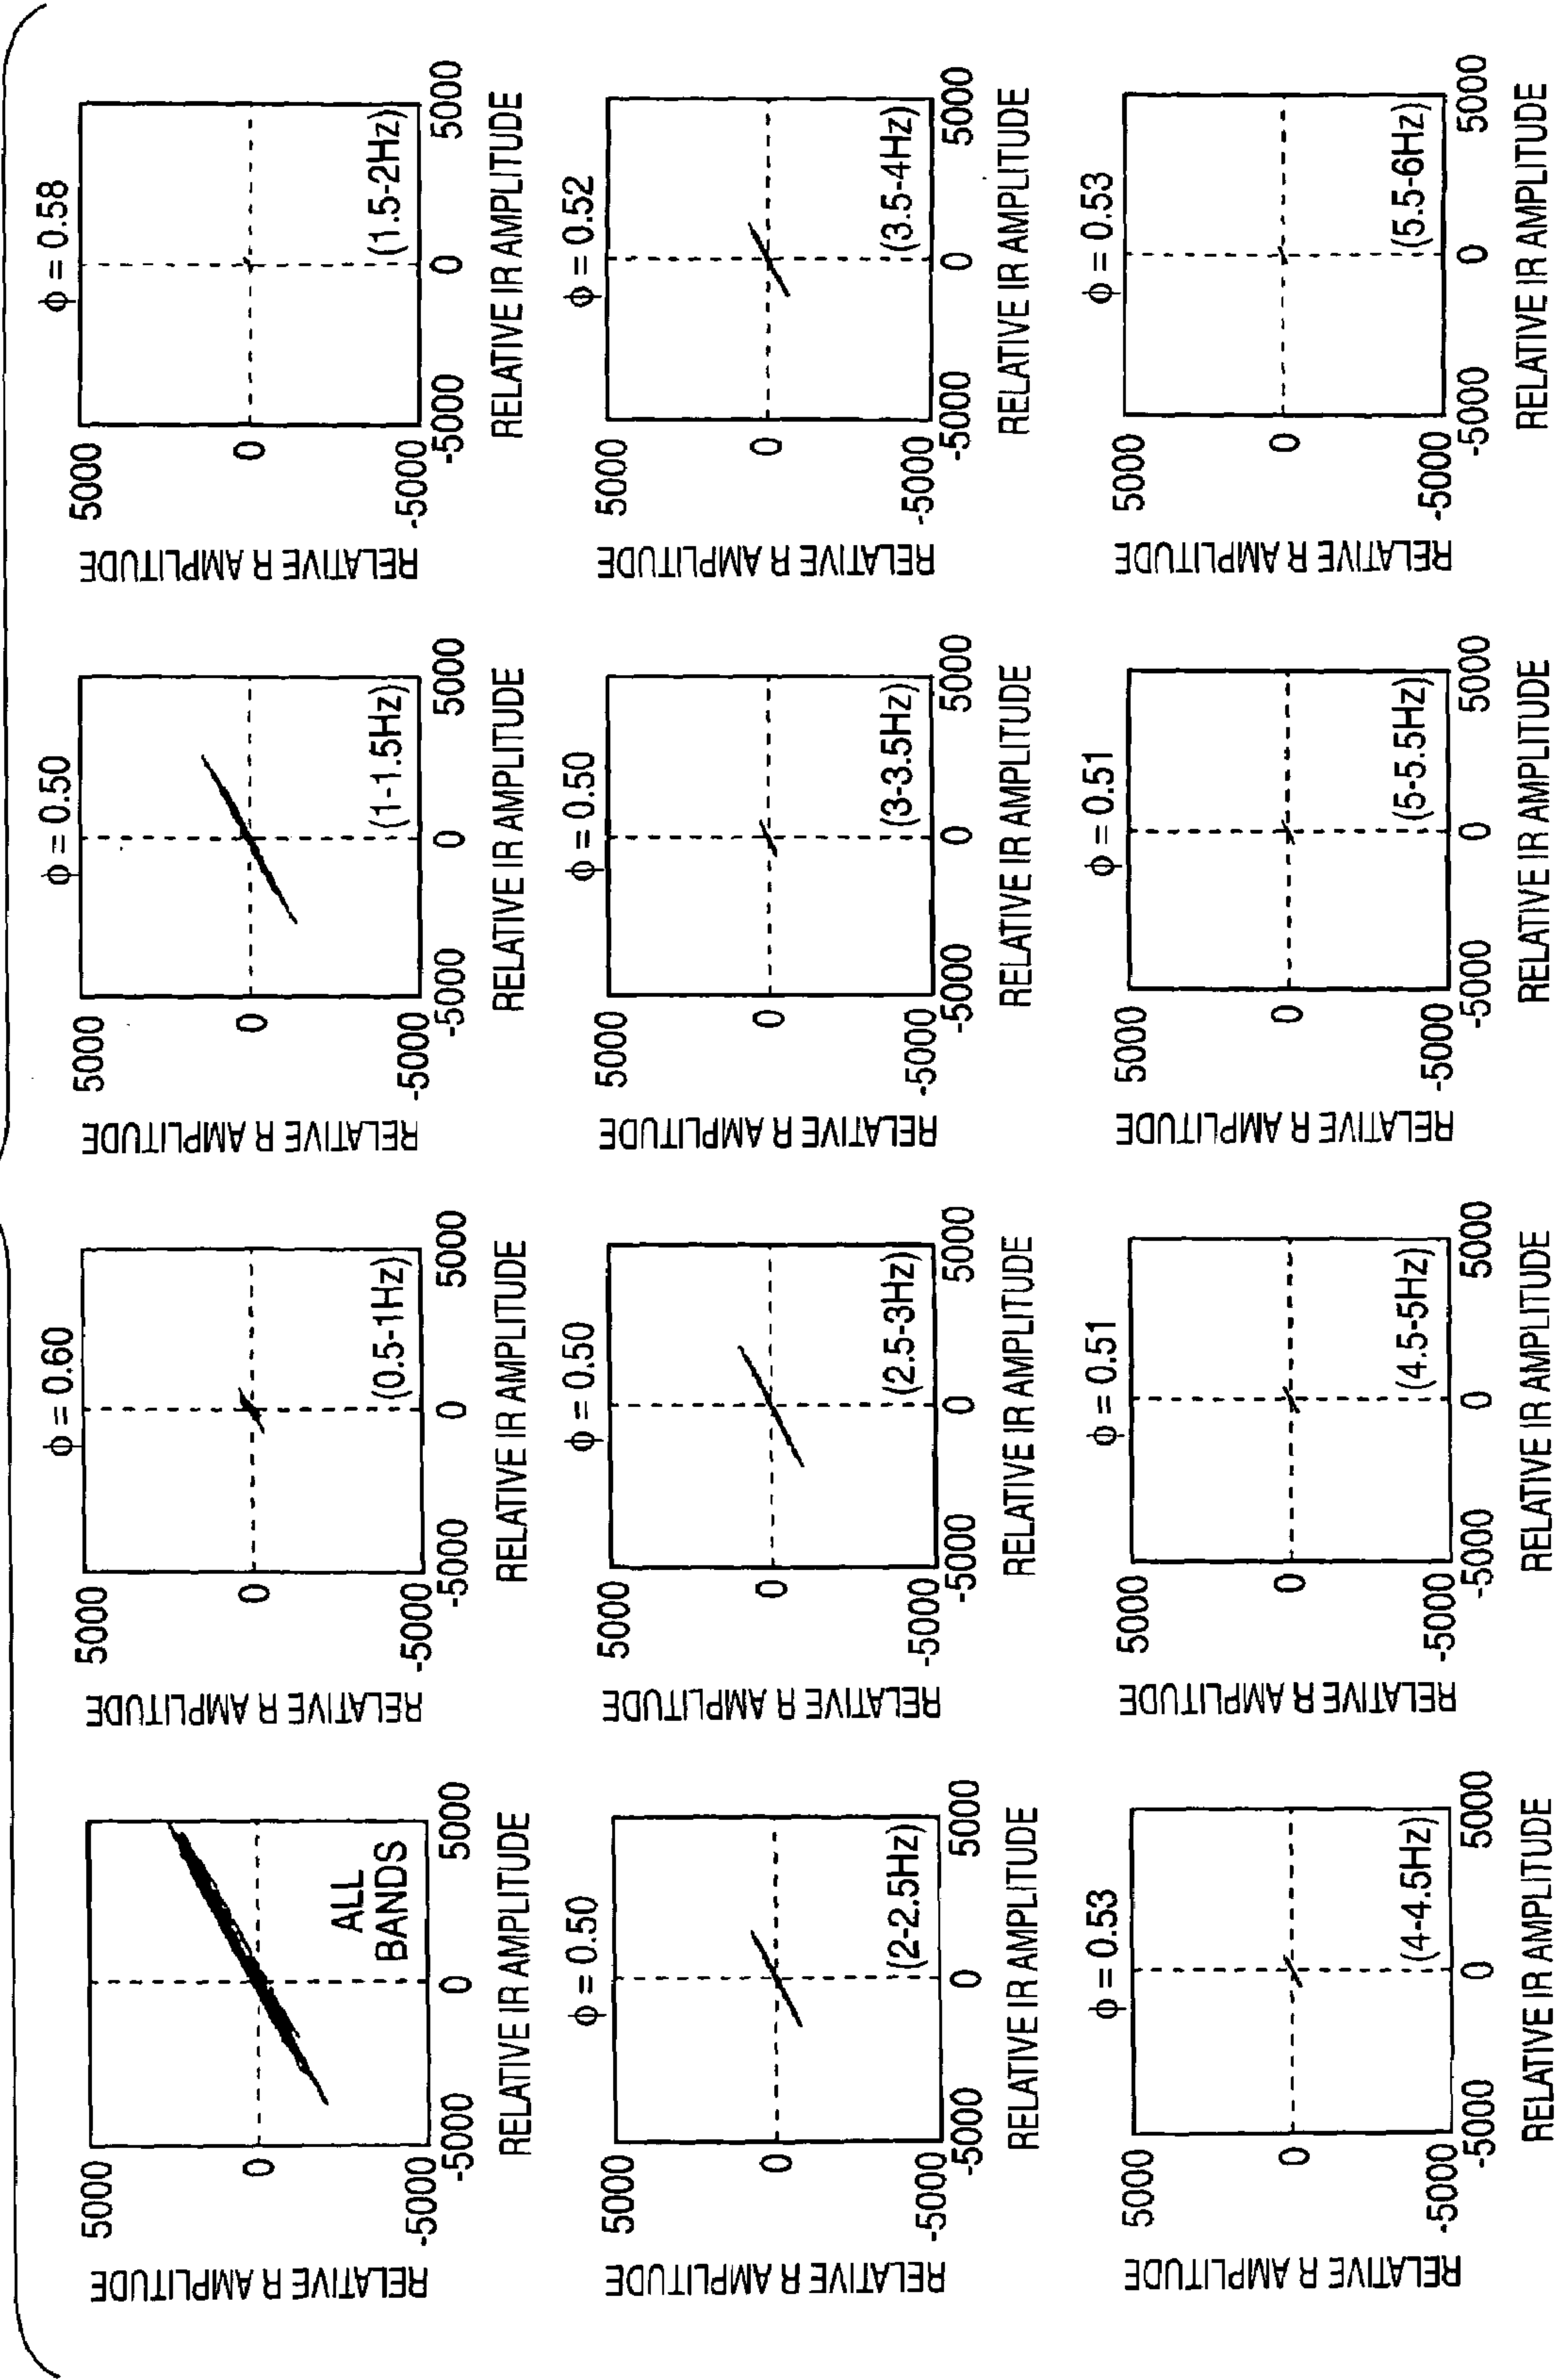 5000
0
-5000
RELATIVE R AMPLITUDE
ALL
BANDS
-5000 0 5000
RELATIVE IR AMPLITUDE
ϕ = 0.60
5000
0
-5000
RELATIVE R AMPLITUDE
(0.5-1Hz)
-5000 0 5000
RELATIVE IR AMPLITUDE
ϕ = 0.50
5000
0
-5000
RELATIVE R AMPLITUDE
(1-1.5Hz)
-5000 0 5000
RELATIVE IR AMPLITUDE
ϕ = 0.58
5000
0
-5000
RELATIVE R AMPLITUDE
(1.5-2Hz)
-5000 0 5000
RELATIVE IR AMPLITUDE
ϕ = 0.50
5000
0
-5000
RELATIVE R AMPLITUDE
(2-2.5Hz)
-5000 0 5000
RELATIVE IR AMPLITUDE
ϕ = 0.50
5000
0
-5000
RELATIVE R AMPLITUDE
(2.5-3Hz)
-5000 0 5000
RELATIVE IR AMPLITUDE
ϕ = 0.50
5000
0
-5000
RELATIVE R AMPLITUDE
(3-3.5Hz)
-5000 0 5000
RELATIVE IR AMPLITUDE
ϕ = 0.52
5000
0
-5000
RELATIVE R AMPLITUDE
(3.5-4Hz)
-5000 0 5000
RELATIVE IR AMPLITUDE
ϕ = 0.53
5000
0
-5000
RELATIVE R AMPLITUDE
(4-4.5Hz)
-5000 0 5000
RELATIVE IR AMPLITUDE
ϕ = 0.51
5000
0
-5000
RELATIVE R AMPLITUDE
(4.5-5Hz)
-5000 0 5000
RELATIVE IR AMPLITUDE
ϕ = 0.51
5000
0
-5000
RELATIVE R AMPLITUDE
(5-5.5Hz)
-5000 0 5000
RELATIVE IR AMPLITUDE
ϕ = 0.53
5000
0
-5000
RELATIVE R AMPLITUDE
(5.5-6Hz)
-5000 0 5000
RELATIVE IR AMPLITUDE